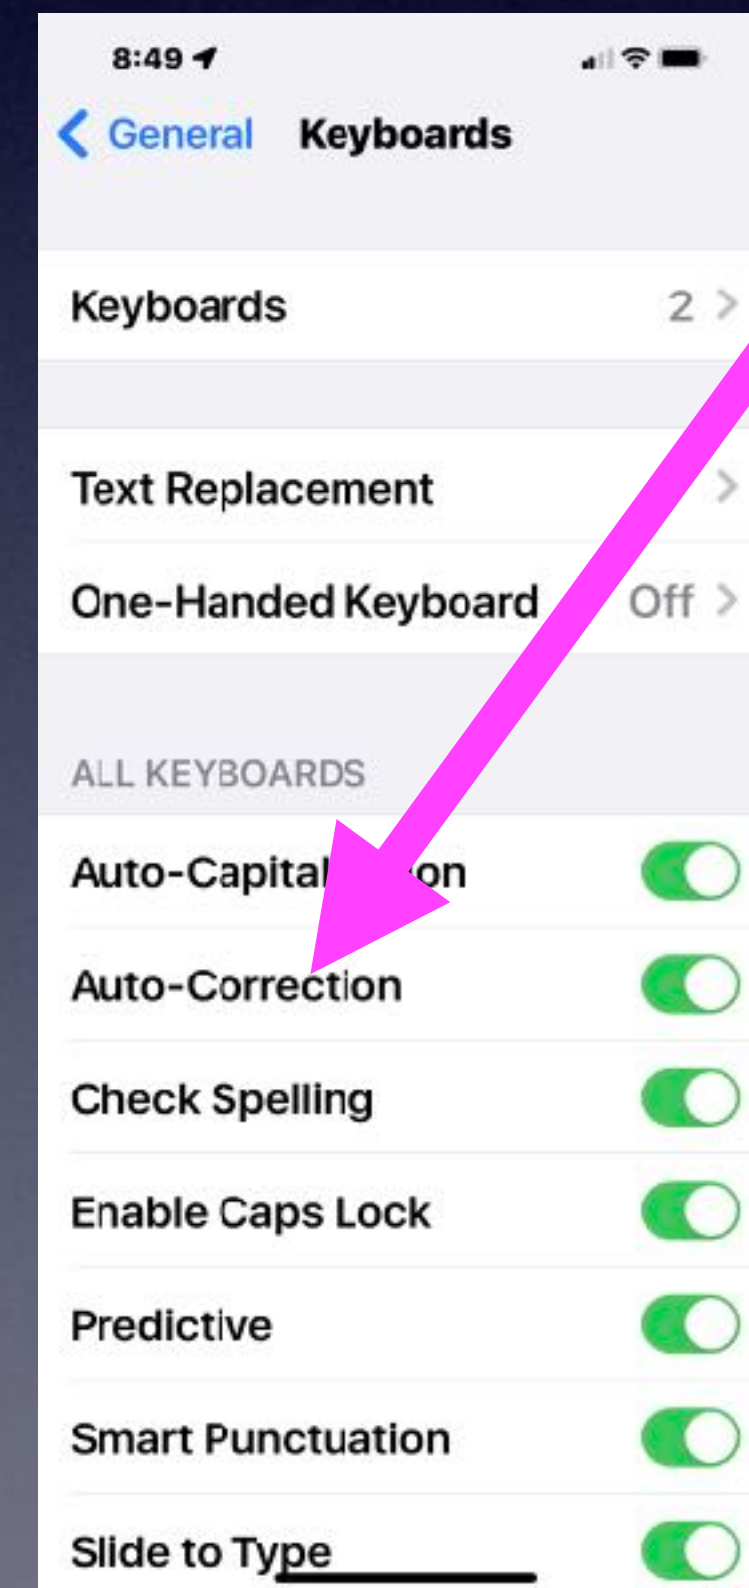 8:49
General Keyboards
Keyboards 2
Text Replacement
One-Handed Keyboard Off
ALL KEYBOARDS
Auto-Capital on
Auto-Correction
Check Spelling
Enable Caps Lock
Predictive
Smart Punctuation
Slide to Type